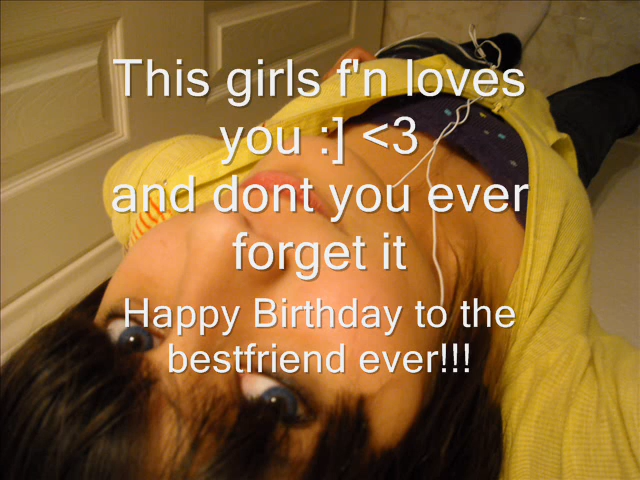 This girls f'n loves
you :] <3
and dont you ever
forget it
Happy Birthday to the
bestfriend ever!!!